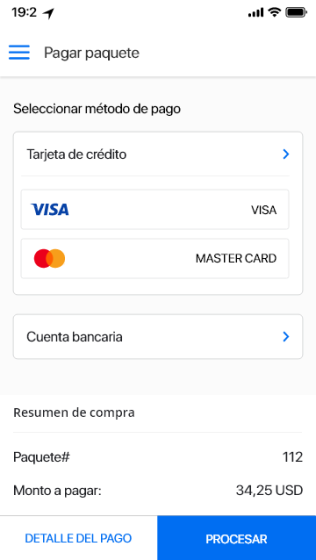 19:2
Pagar paquete
Seleccionar método de pago
Tarjeta de crédito
VISA VISA
MASTER CARD
Cuenta bancaria
Resumen de compra
Paquete# 112
Monto a pagar: 34,25 USD
DETALLE DEL PAGO PROCESAR